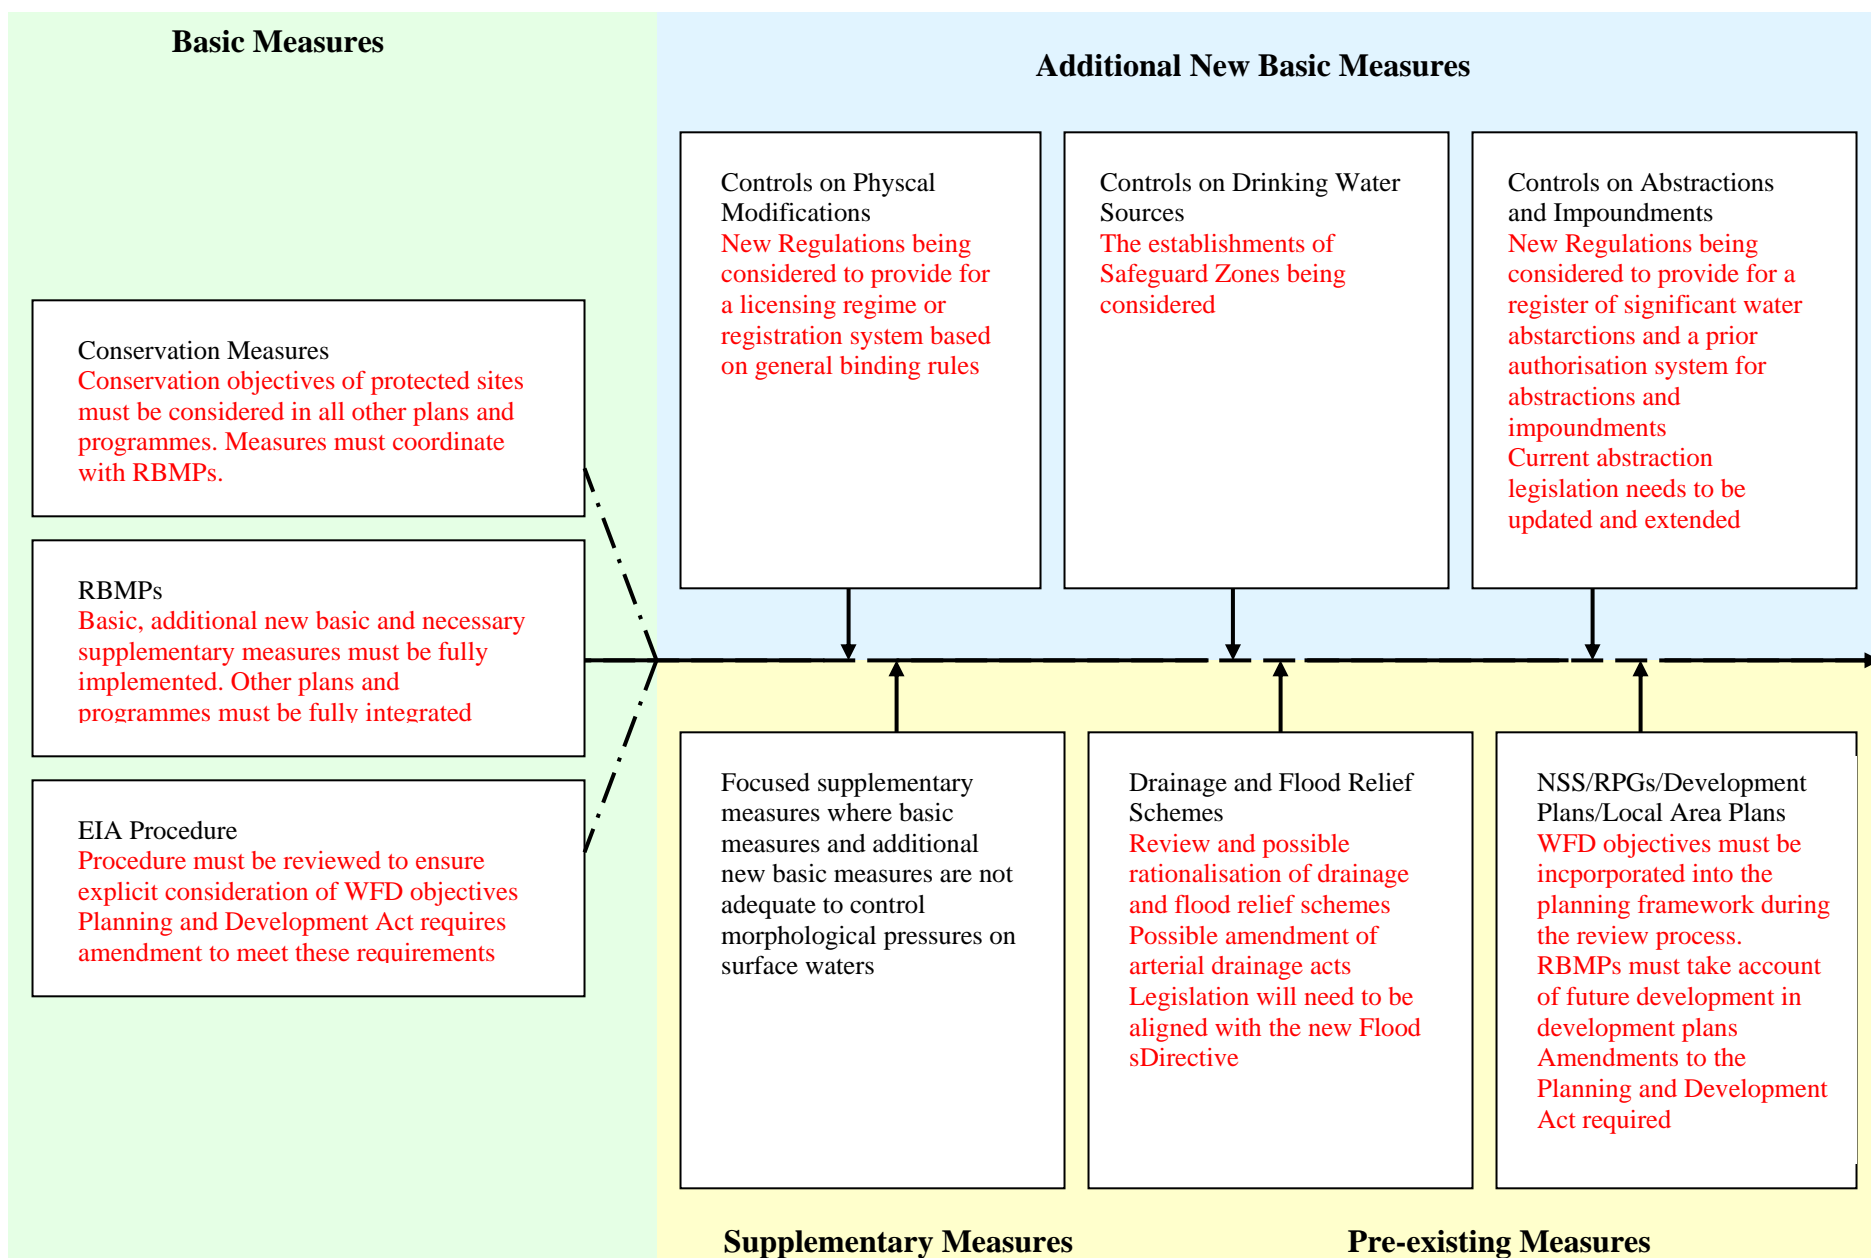 Basic Measures
Additional New Basic Measures
Conservation Measures
Conservation objectives of protected sites
must be considered in all other plans and
programmes. Measures must coordinate
with RBMPs.
RBMPs
Basic, additional new basic and necessary
supplementary measures must be fully
implemented. Other plans and
programmes must be fully integrated
EIA Procedure
Procedure must be reviewed to ensure
explicit consideration of WFD objectives
Planning and Development Act requires
amendment to meet these requirements
Controls on Physcal
Modifications
New Regulations being
considered to provide for
a licensing regime or
registration system based
on general binding rules
Controls on Drinking Water
Sources
The establishments of
Safeguard Zones being
considered
Controls on Abstractions
and Impoundments
New Regulations being
considered to provide for a
register of significant water
abstarctions and a prior
authorisation system for
abstractions and
impoundments
Current abstraction
legislation needs to be
updated and extended
Focused supplementary
measures where basic
measures and additional
new basic measures are not
adequate to control
morphological pressures on
surface waters
Drainage and Flood Relief
Schemes
Review and possible
rationalisation of drainage
and flood relief schemes
Possible amendment of
arterial drainage acts
Legislation will need to be
aligned with the new Flood
sDirective
NSS/RPGs/Development
Plans/Local Area Plans
WFD objectives must be
incporporated into the
planning framework during
the review process.
RBMPs must take account
of future development in
development plans
Amendments to the
Planning and Development
Act required
Supplementary Measures
Pre-existing Measures